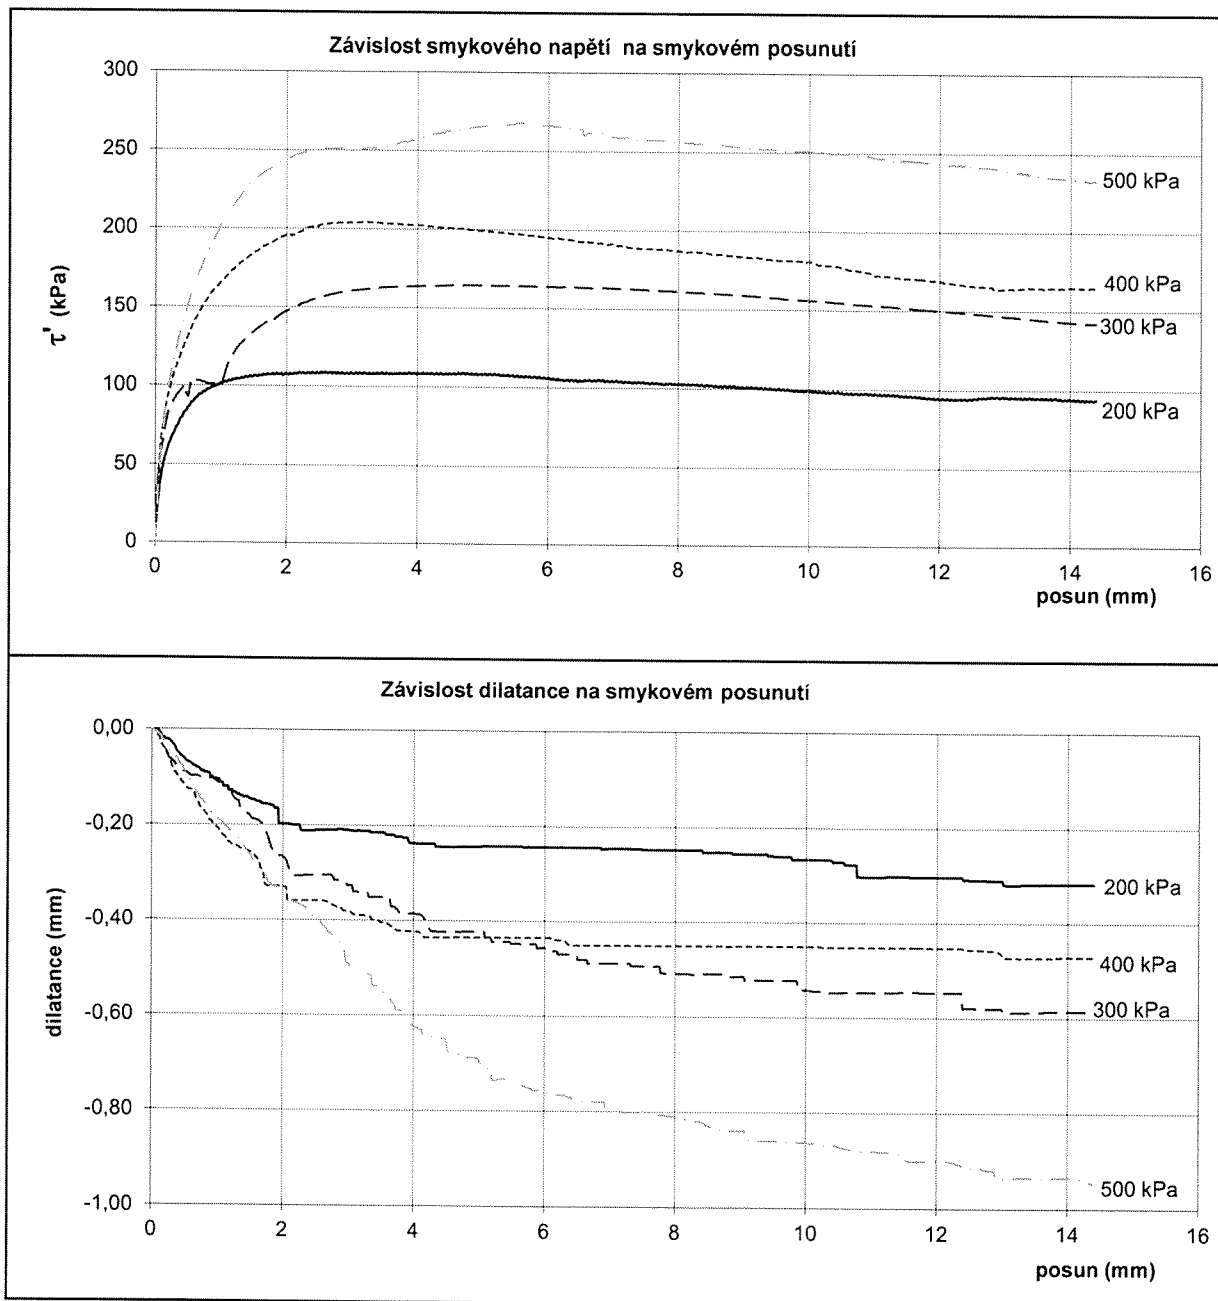 Závislost smykového napětí na smykovém posunutí
300
250
200
150
100
50
0
τ' (kPa)
500 kPa
400 kPa
300 kPa
200 kPa
0 2 4 6 8 10 12 14 16
posun (mm)
Závislost dilatance na smykovém posunutí
0,00
-0,20
-0,40
-0,60
-0,80
-1,00
dilatance (mm)
200 kPa
400 kPa
300 kPa
500 kPa
0 2 4 6 8 10 12 14 16
posun (mm)